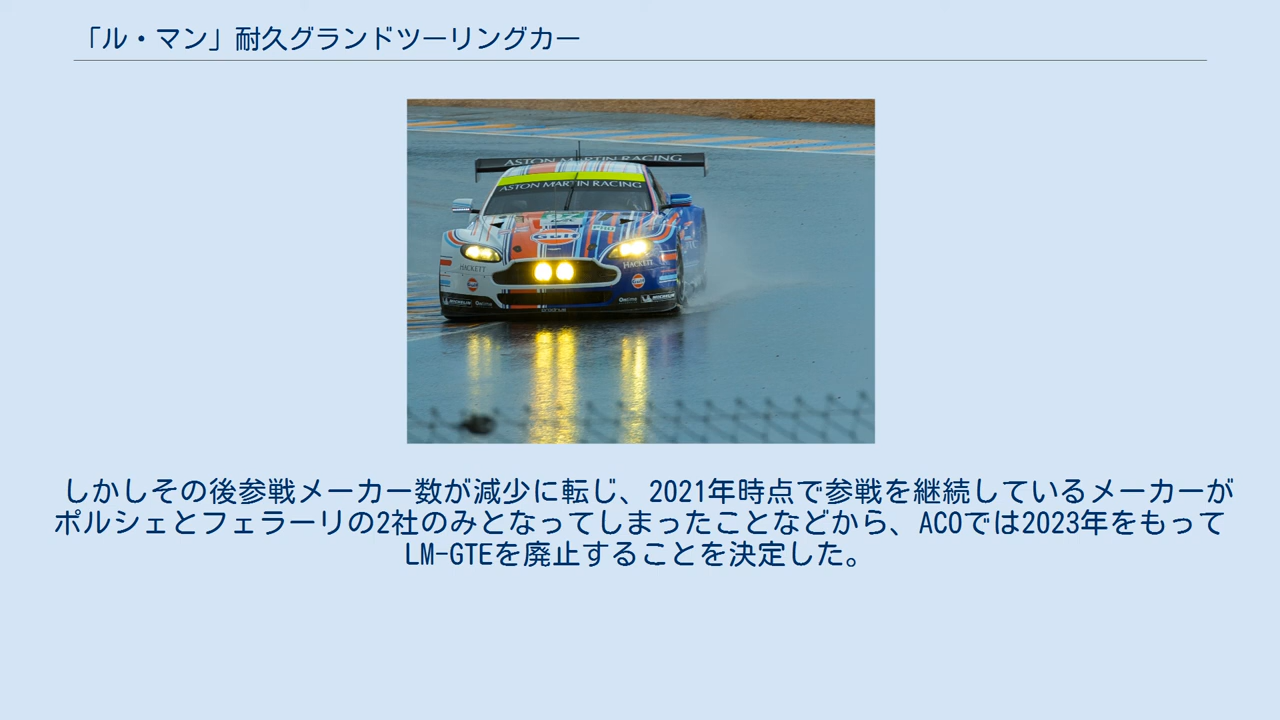 「ル・マン」耐久グランドツーリングカー
ASTON MARTIN RACING
ASTON MARTIN RACING
GULF
HACKETT
HACKETT
MICHELIN
MICHELIN
しかしその後参戦メーカー数が減少に転じ、2021年時点で参戦を継続しているメーカーが
ポルシェとフェラーリの2社のみとなってしまったことなどから、ACOでは2023年をもって
LM-GTEを廃止することを決定した。